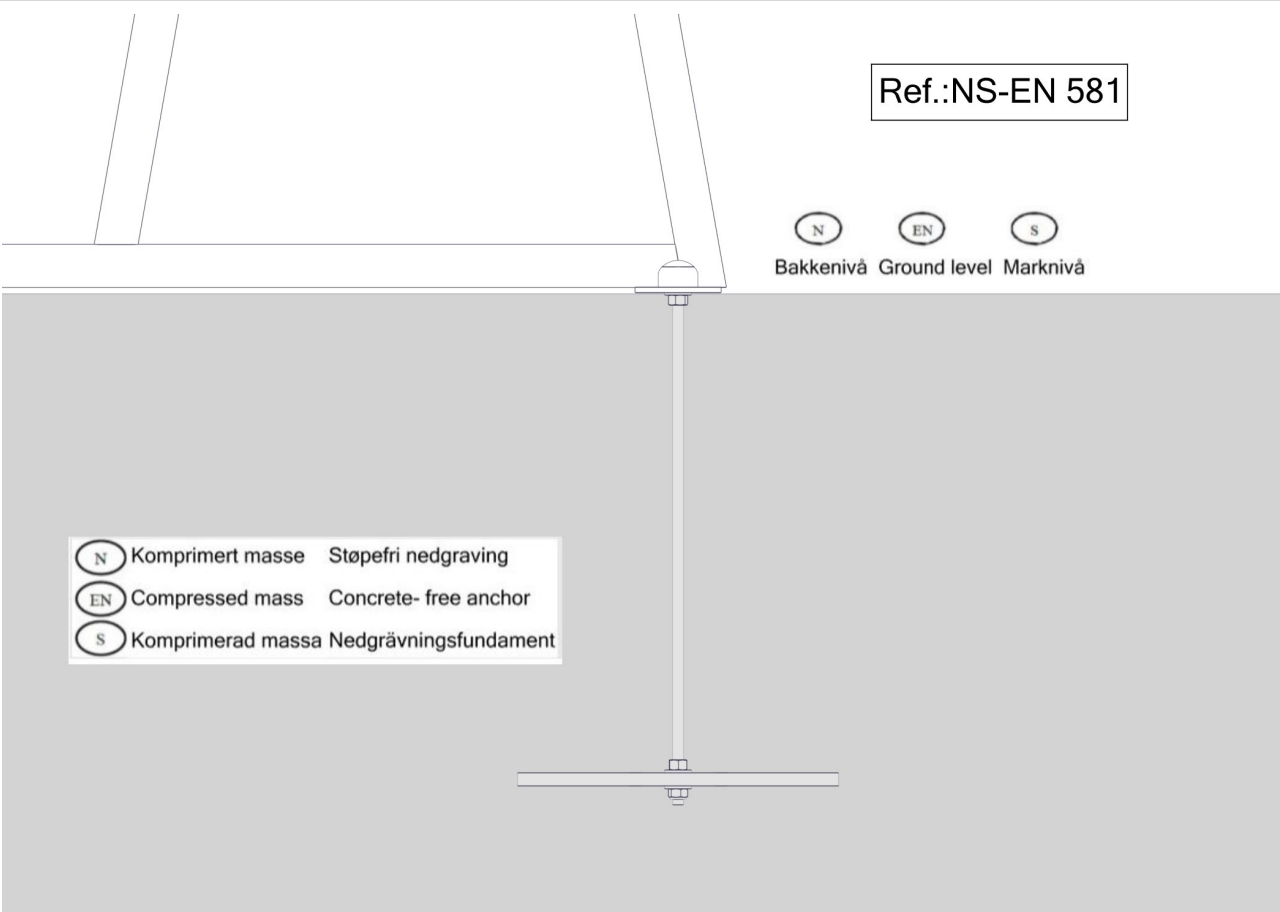 Ref.:NS-EN 581
N EN S
Bakkenivå Ground level Marknivå
N Komprimert masse Støpefri nedgraving
EN Compressed mass Concrete- free anchor
S Komprimerad massa Nedgrävningsfundament